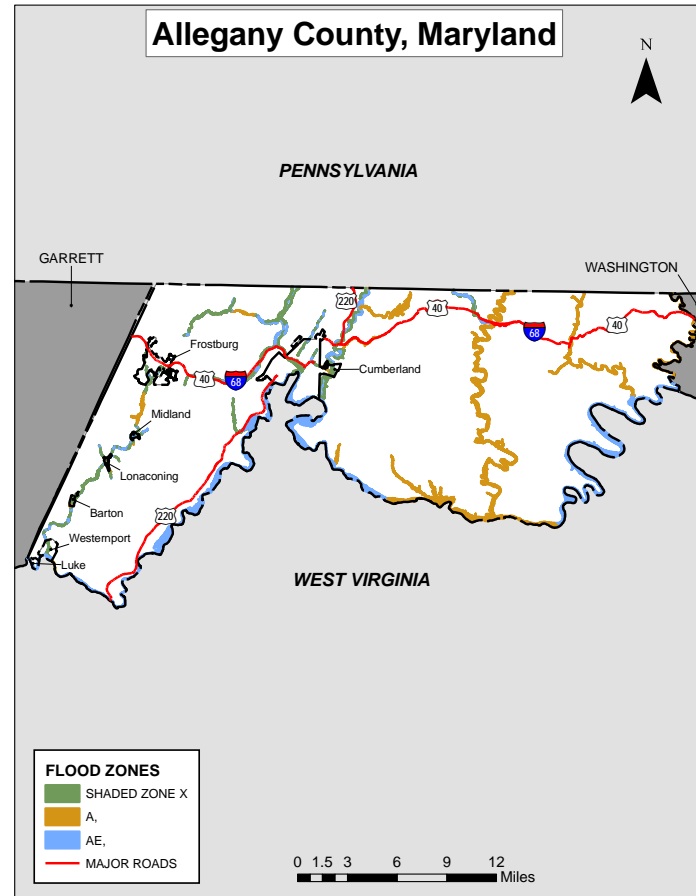 Allegany County, Maryland
N
PENNSYLVANIA
GARRETT
WASHINGTON
220
40
40
68
Frostburg
Cumberland
40
68
Midland
Lonaconing
Barton
220
Westernport
Luke
WEST VIRGINIA
FLOOD ZONES
SHADED ZONE X
A,
AE,
MAJOR ROADS
0 1.5 3 6 9 12
Miles